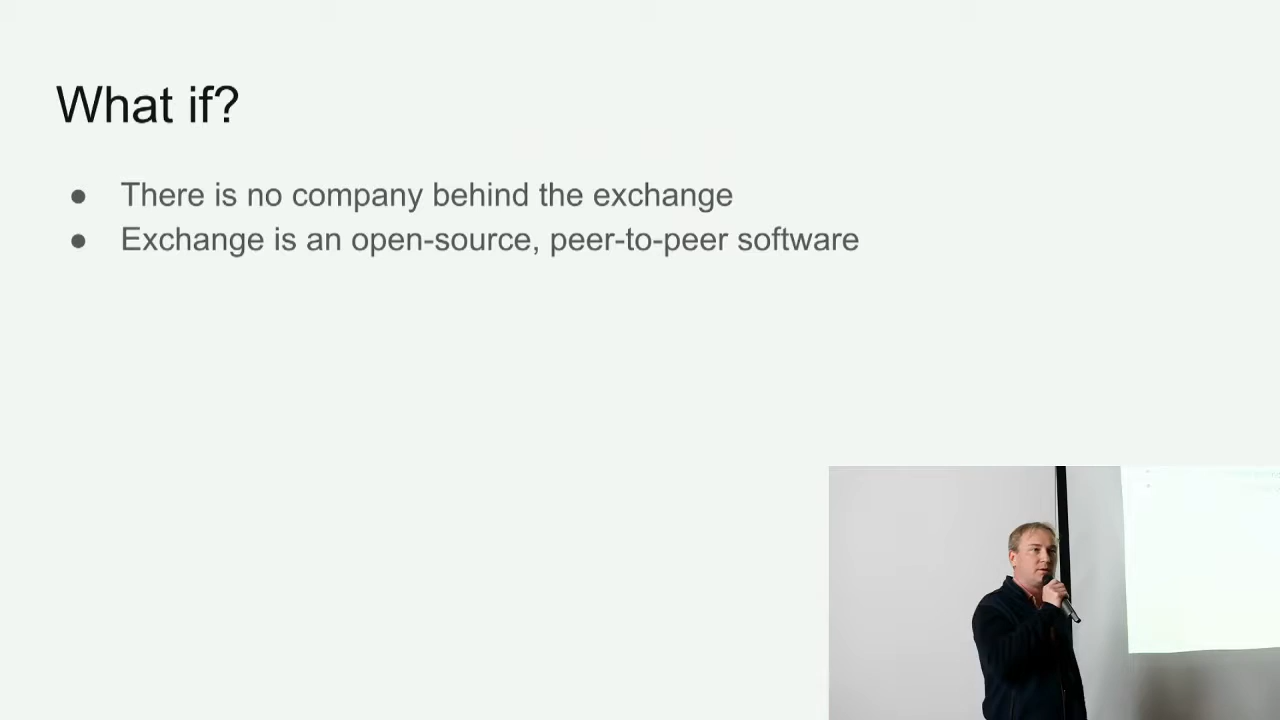 What if?
● There is no company behind the exchange
● Exchange is an open-source, peer-to-peer software